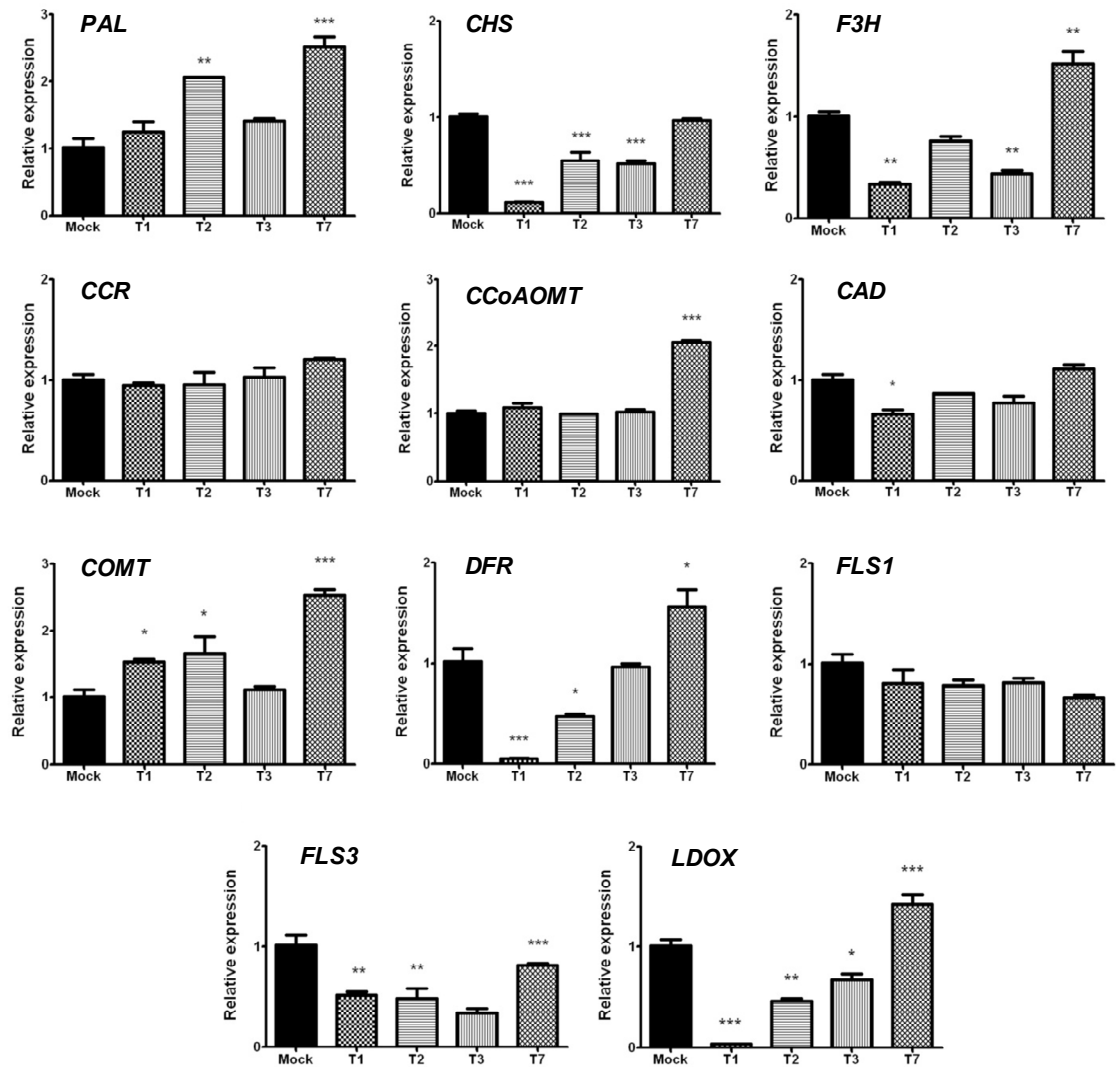 PAL
CHS
F3H
Relative expression
3
2
1
0
**
***
Mock T1 T2 T3 T7
Relative expression
2
1
0
***
***
***
Mock T1 T2 T3 T7
Relative expression
2
1
0
**
**
**
Mock T1 T2 T3 T7
CCR
CCoAOMT
CAD
Relative expression
2
1
0
Mock T1 T2 T3 T7
Relative expression
3
2
1
0
***
Mock T1 T2 T3 T7
Relative expression
2
1
0
*
Mock T1 T2 T3 T7
COMT
DFR
FLS1
Relative expression
3
2
1
0
*
*
***
Mock T1 T2 T3 T7
Relative expression
2
1
0
***
*
*
Mock T1 T2 T3 T7
Relative expression
2
1
0
Mock T1 T2 T3 T7
FLS3
LDOX
Relative expression
2
1
0
**
**
***
Mock T1 T2 T3 T7
Relative expression
2
1
0
***
**
*
***
Mock T1 T2 T3 T7